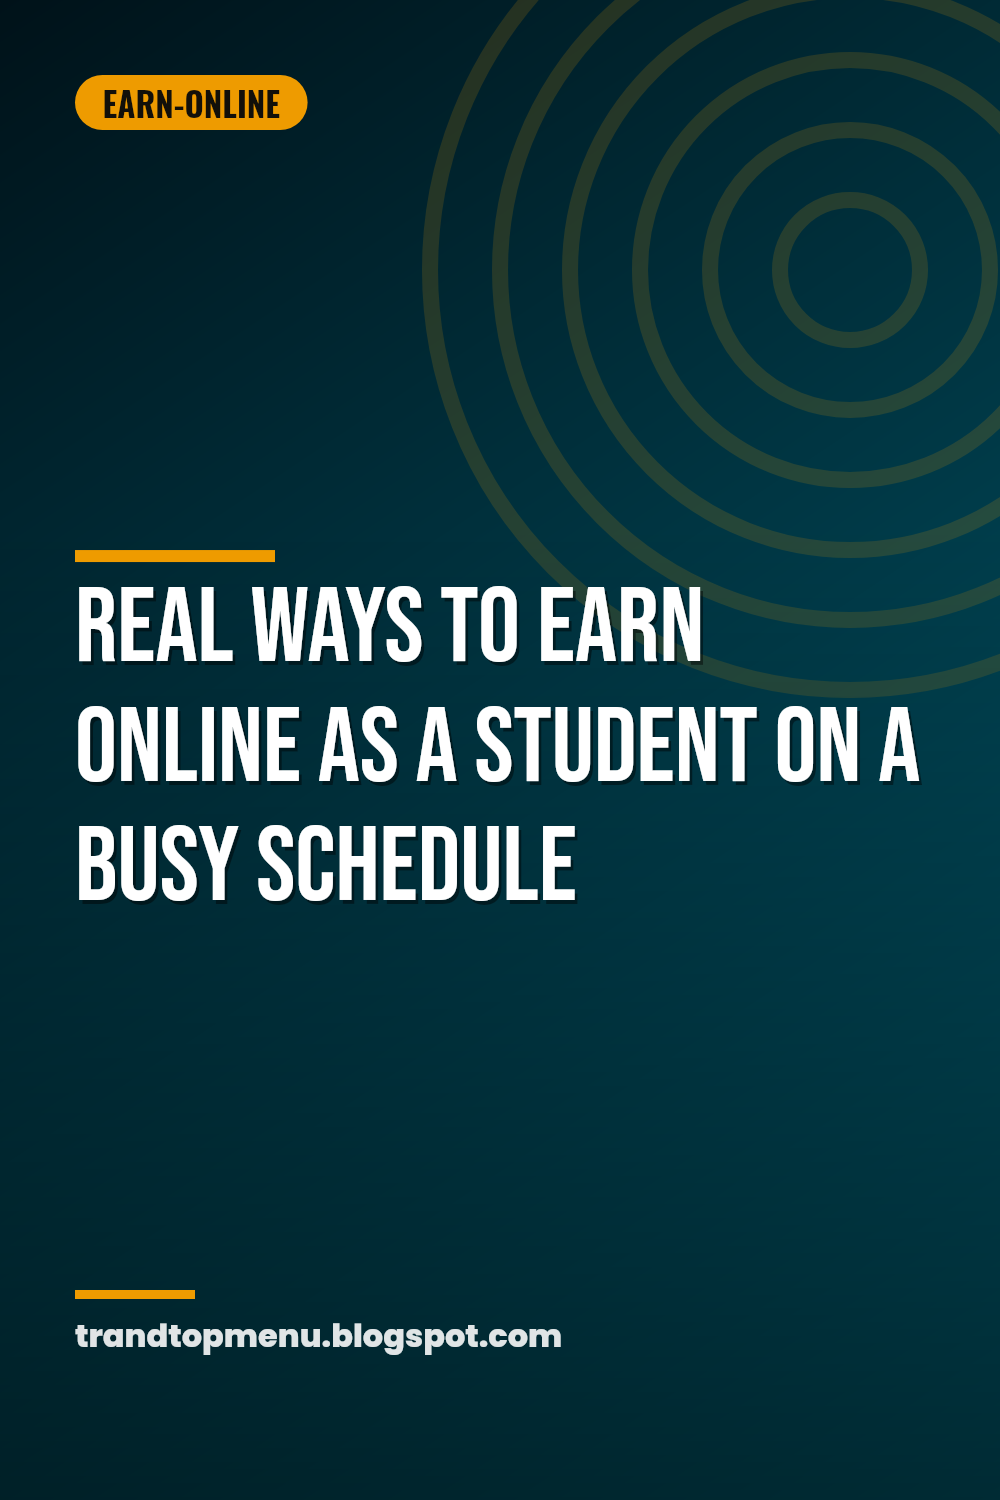 EARN-ONLINE
REAL WAYS TO EARN
ONLINE AS A STUDENT ON A
BUSY SCHEDULE
trandtopmenu.blogspot.com